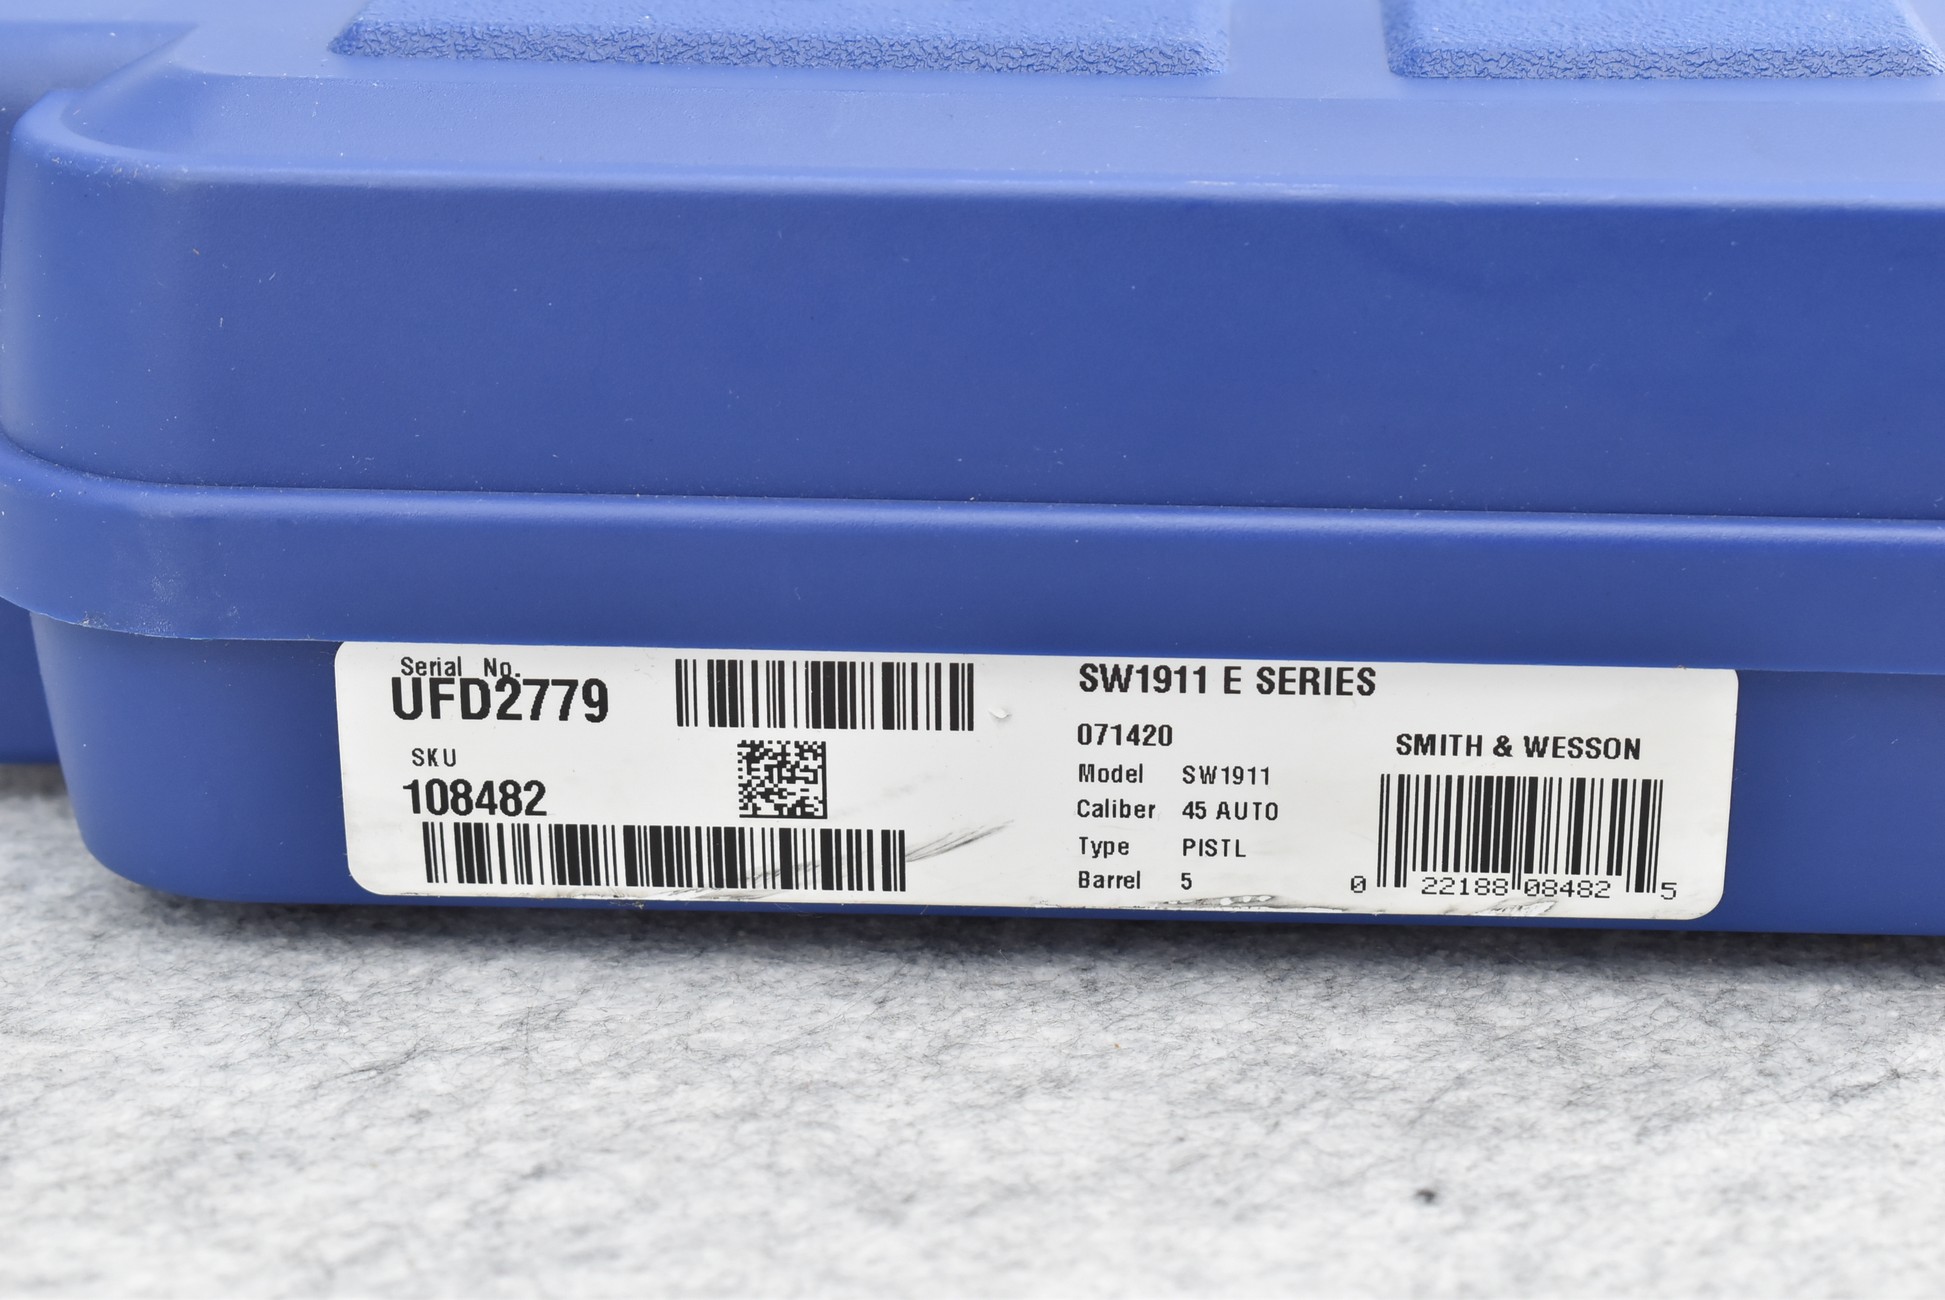 Serial No.
UFD2779
SKU
108482
SW1911 E SERIES
071420
Model SW1911
Caliber 45 AUTO
Type PISTL
Barrel 5
SMITH & WESSON
0 22188 08482 5